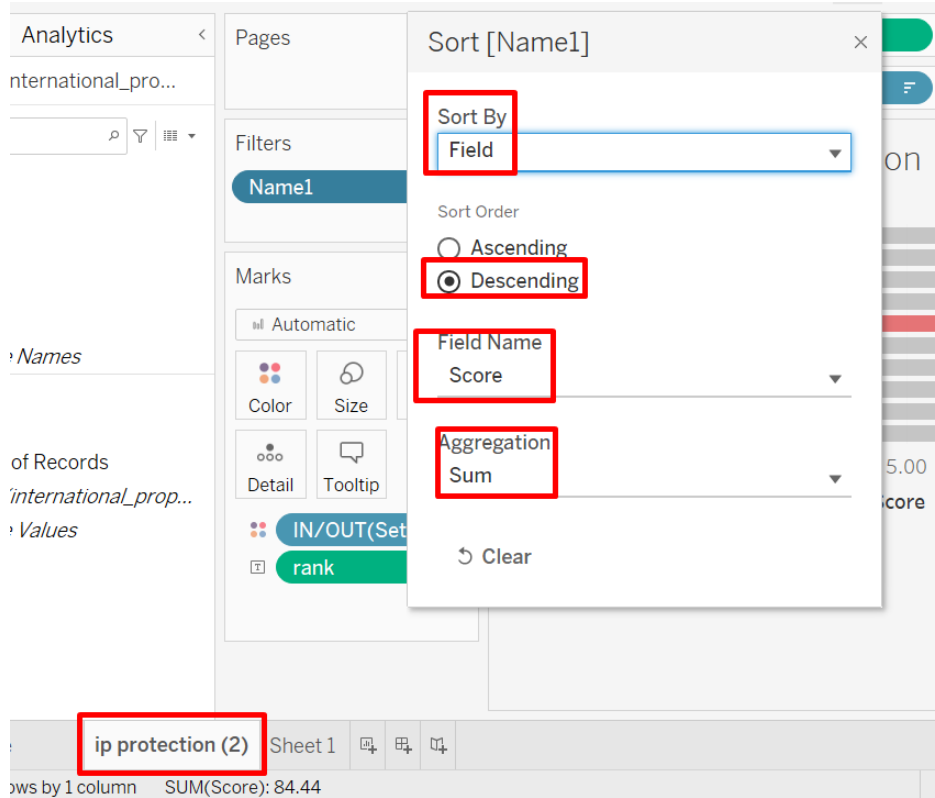 Analytics
nternational_pro...
Names
of Records
international_prop...
Values
Pages
Filters
Name1
Marks
Automatic
Color
Size
Detail
Tooltip
IN/OUT(Set
T
rank
Sort [Name1]
Sort By
Field
Sort Order
Ascending
Descending
Field Name
Score
Aggregation
Sum
Clear
on
5.00
core
ip protection (2)
Sheet 1
ows by 1 column SUM(Score): 84.44